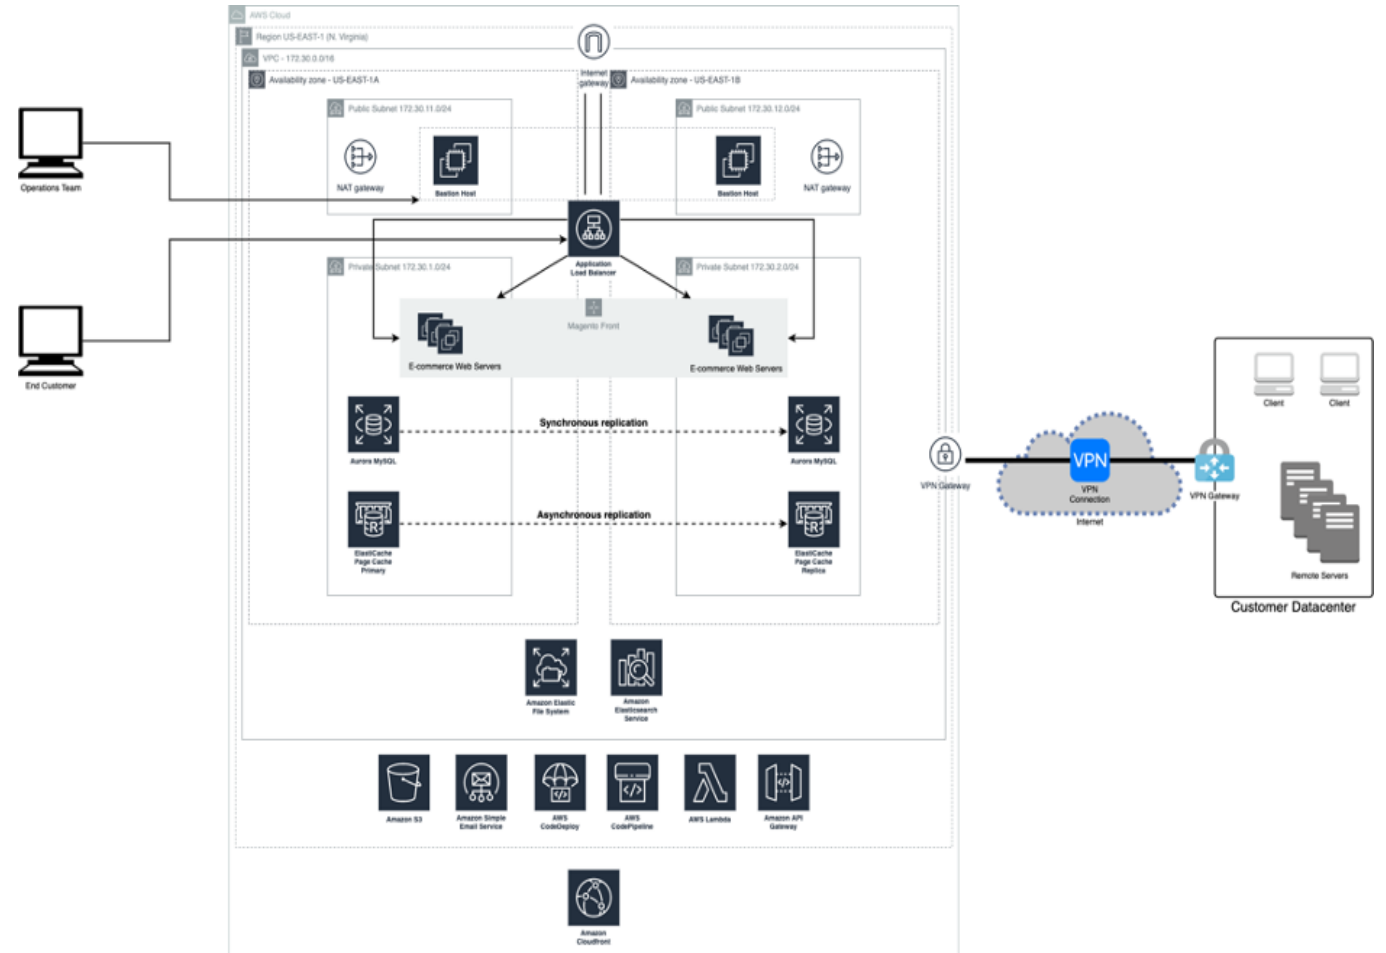 AWS Cloud
Region US-EAST-1 (N. Virginia)
VPC - 172.30.0.0/16
Availability zone - US-EAST-1A
Internet
gateway
Availability zone - US-EAST-1B
Public Subnet 172.30.11.0/24
Public Subnet 172.30.12.0/24
Operations Team
NAT gateway
Bastion Host
Bastion Host
NAT gateway
Application
Load Balancer
Private Subnet 172.30.1.0/24
Private Subnet 172.30.2.0/24
Magento Front
E-commerce Web Servers
E-commerce Web Servers
End Customer
Synchronous replication
Aurora MySQL
Aurora MySQL
Asynchronous replication
R
R
ElastiCache
Page Cache
Primary
ElastiCache
Page Cache
Replica
VPN Gateway
VPN
VPN
Connection
Internet
VPN Gateway
Client
Client
Remote Servers
Customer Datacenter
Amazon Elastic
File System
Amazon
Elasticsearch
Service
Amazon S3
Amazon Simple
Email Service
AWS
CodeDeploy
AWS
CodePipeline
AWS Lambda
Amazon API
Gateway
Amazon
Cloudfront